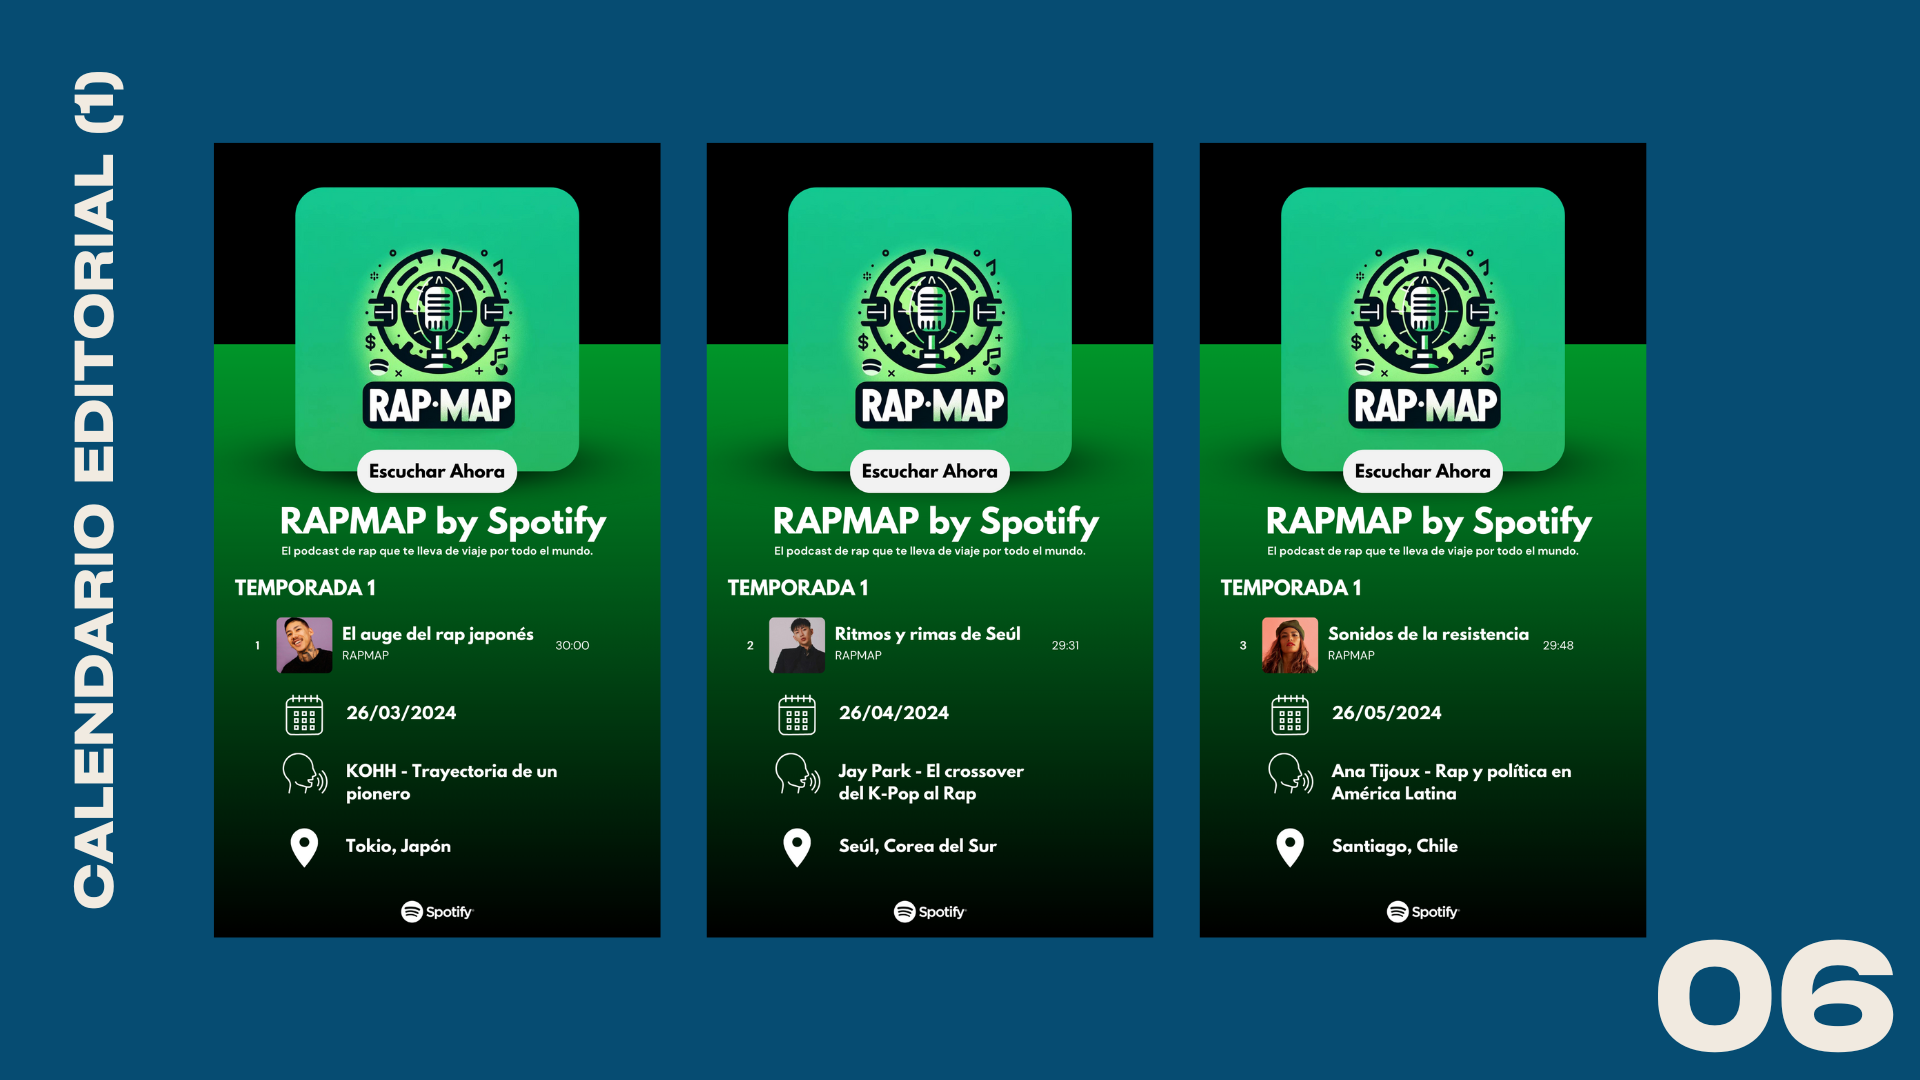 CALENDARIO EDITORIAL (1)
RAP·MAP
Escuchar Ahora
RAPMAP by Spotify
El podcast de rap que te lleva de viaje por todo el mundo.
TEMPORADA 1
1
El auge del rap japonés
RAPMAP
30:00
26/03/2024
KOHH - Trayectoria de un
pionero
Tokio, Japón
Spotify
RAP·MAP
Escuchar Ahora
RAPMAP by Spotify
El podcast de rap que te lleva de viaje por todo el mundo.
TEMPORADA 1
2
Ritmos y rimas de Seúl
RAPMAP
29:31
26/04/2024
Jay Park - El crossover
del K-Pop al Rap
Seúl, Corea del Sur
Spotify
RAP·MAP
Escuchar Ahora
RAPMAP by Spotify
El podcast de rap que te lleva de viaje por todo el mundo.
TEMPORADA 1
3
Sonidos de la resistencia
RAPMAP
29:48
26/05/2024
Ana Tijoux - Rap y política en
América Latina
Santiago, Chile
Spotify
06